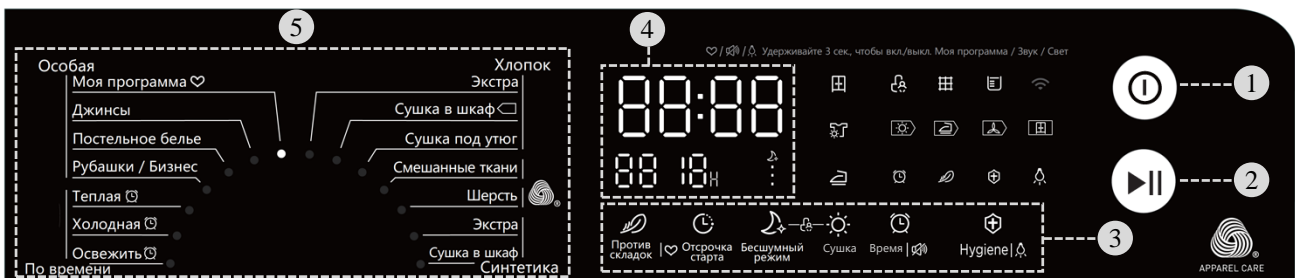 5
4
♡ / / Удерживайте 3 сек., чтобы вкл./выкл. Моя программа / Звук / Свет
Особая
Хлопок
Моя программа ♡
Джинсы
Постельное белье
Рубашки / Бизнес
Теплая
Холодная
Освежить
По времени
Экстра
Сушка в шкаф
Сушка под утюг
Смешанные ткани
Шерсть
Экстра
Сушка в шкаф
Синтетика
88:88
88 18H
1
2
3
Против складок | ♡
Отсрочка старта
Бесшумный режим
Сушка
Время |
Hygiene |
APPAREL CARE